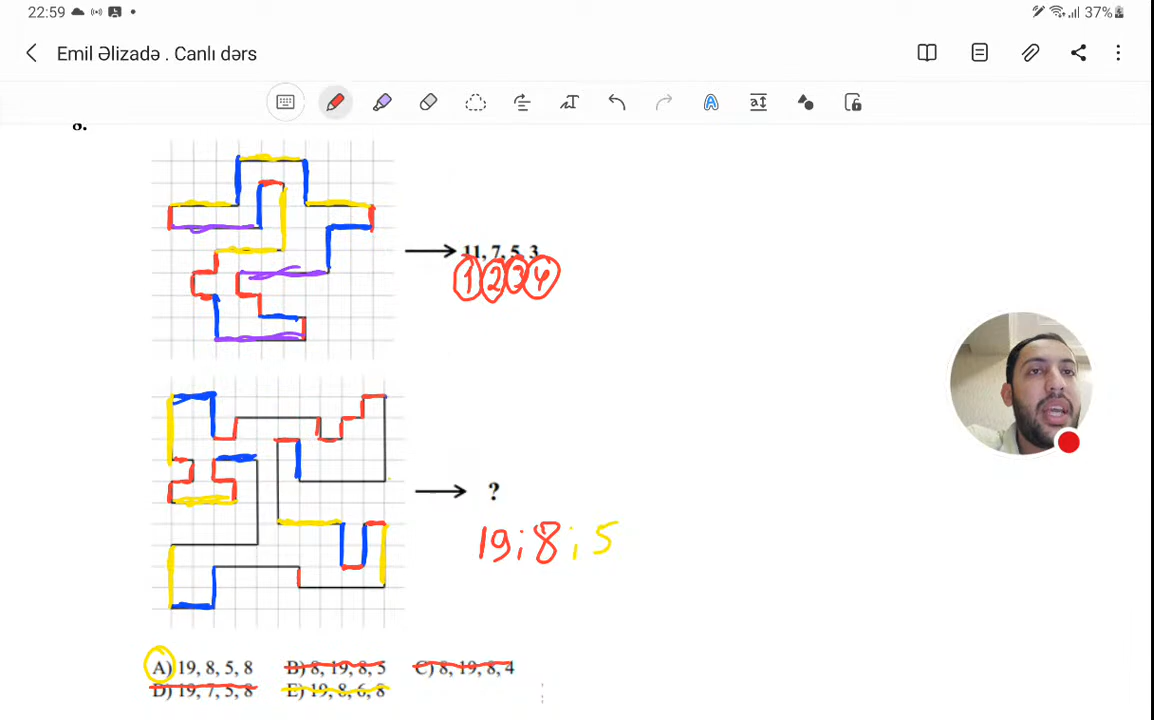 22:59 37%
Emil Əlizadə . Canlı dərs
8.
11, 7, 5, 3
1 2 3 4
?
19; 8; 5
A) 19, 8, 5, 8 B) 8, 19, 8, 5 C) 8, 19, 8, 4
D) 19, 7, 5, 8 E) 19, 8, 6, 8